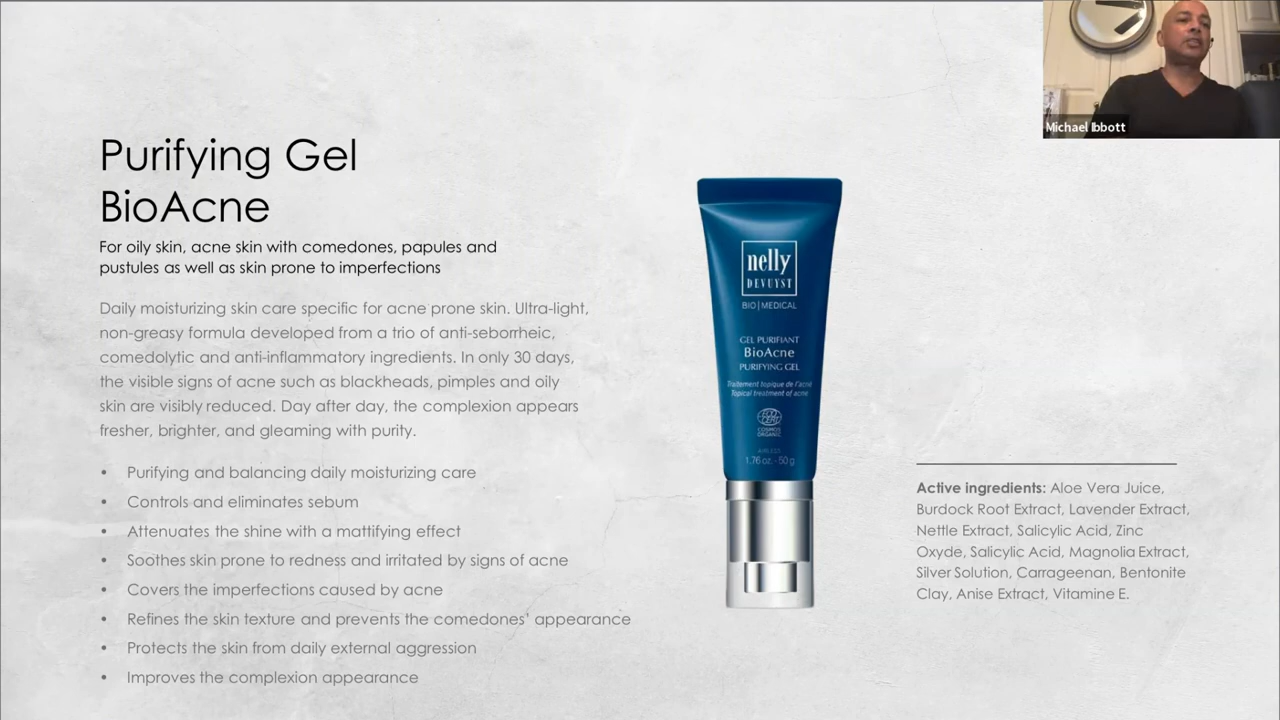 Michael Ibbott
Purifying Gel
BioAcne
For oily skin, acne skin with comedones, papules and
pustules as well as skin prone to imperfections
Daily moisturizing skin care specific for acne prone skin. Ultra-light,
non-greasy formula developed from a trio of anti-seborrheic,
comedolytic and anti-inflammatory ingredients. In only 30 days,
the visible signs of acne such as blackheads, pimples and oily
skin are visibly reduced. Day after day, the complexion appears
fresher, brighter, and gleaming with purity.
• Purifying and balancing daily moisturizing care
• Controls and eliminates sebum
• Attenuates the shine with a mattifying effect
• Soothes skin prone to redness and irritated by signs of acne
• Covers the imperfections caused by acne
• Refines the skin texture and prevents the comedones' appearance
• Protects the skin from daily external aggression
• Improves the complexion appearance
nelly
DEVUYST
BIO|MEDICAL
GEL PURIFIANT
BioAcne
PURIFYING GEL
Traitement topique de l'acné
Topical treatment of acne
ECO
CERT
COSMOS
ORGANIC
1.76 oz. - 50 g
Active ingredients: Aloe Vera Juice,
Burdock Root Extract, Lavender Extract,
Nettle Extract, Salicylic Acid, Zinc
Oxyde, Salicylic Acid, Magnolia Extract,
Silver Solution, Carrageenan, Bentonite
Clay, Anise Extract, Vitamine E.